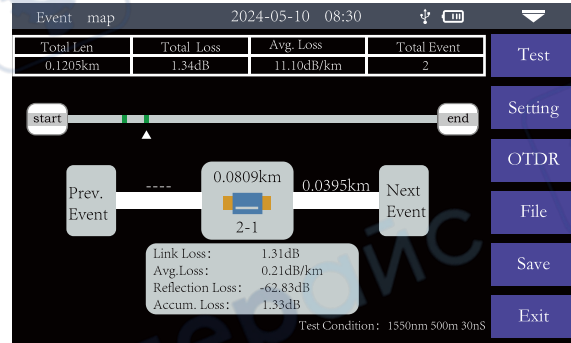 Event map 2024-05-10 08:30
Total Len Total Loss Avg. Loss Total Event
0.1205km 1.34dB 11.10dB/km 2
start end
Prev. Event
---- 0.0809km 0.0395km
2-1
Next Event
Link Loss: 1.31dB
Avg.Loss: 0.21dB/km
Reflection Loss: -62.83dB
Accum. Loss: 1.33dB
Test Condition: 1550nm 500m 30nS
Test
Setting
OTDR
File
Save
Exit